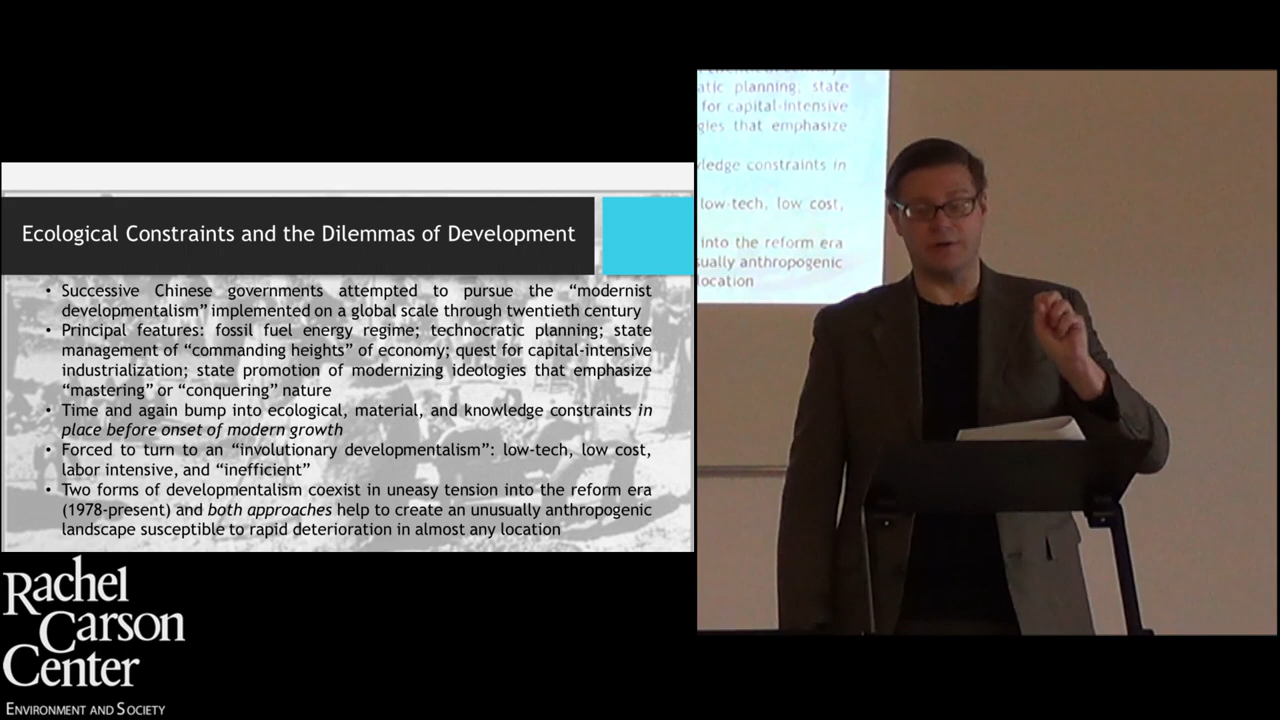 Ecological Constraints and the Dilemmas of Development
• Successive Chinese governments attempted to pursue the “modernist
developmentalism” implemented on a global scale through twentieth century
• Principal features: fossil fuel energy regime; technocratic planning; state
management of “commanding heights” of economy; quest for capital-intensive
industrialization; state promotion of modernizing ideologies that emphasize
“mastering” or “conquering” nature
• Time and again bump into ecological, material, and knowledge constraints in
place before onset of modern growth
• Forced to turn to an “involutionary developmentalism”: low-tech, low cost,
labor intensive, and “inefficient”
• Two forms of developmentalism coexist in uneasy tension into the reform era
(1978-present) and both approaches help to create an unusually anthropogenic
landscape susceptible to rapid deterioration in almost any location
Rachel
Carson
Center
ENVIRONMENT AND SOCIETY
planning; state
for capital-intensive
that emphasize
constraints in
low-tech, low cost,
into the reform era
anthropogenic
location